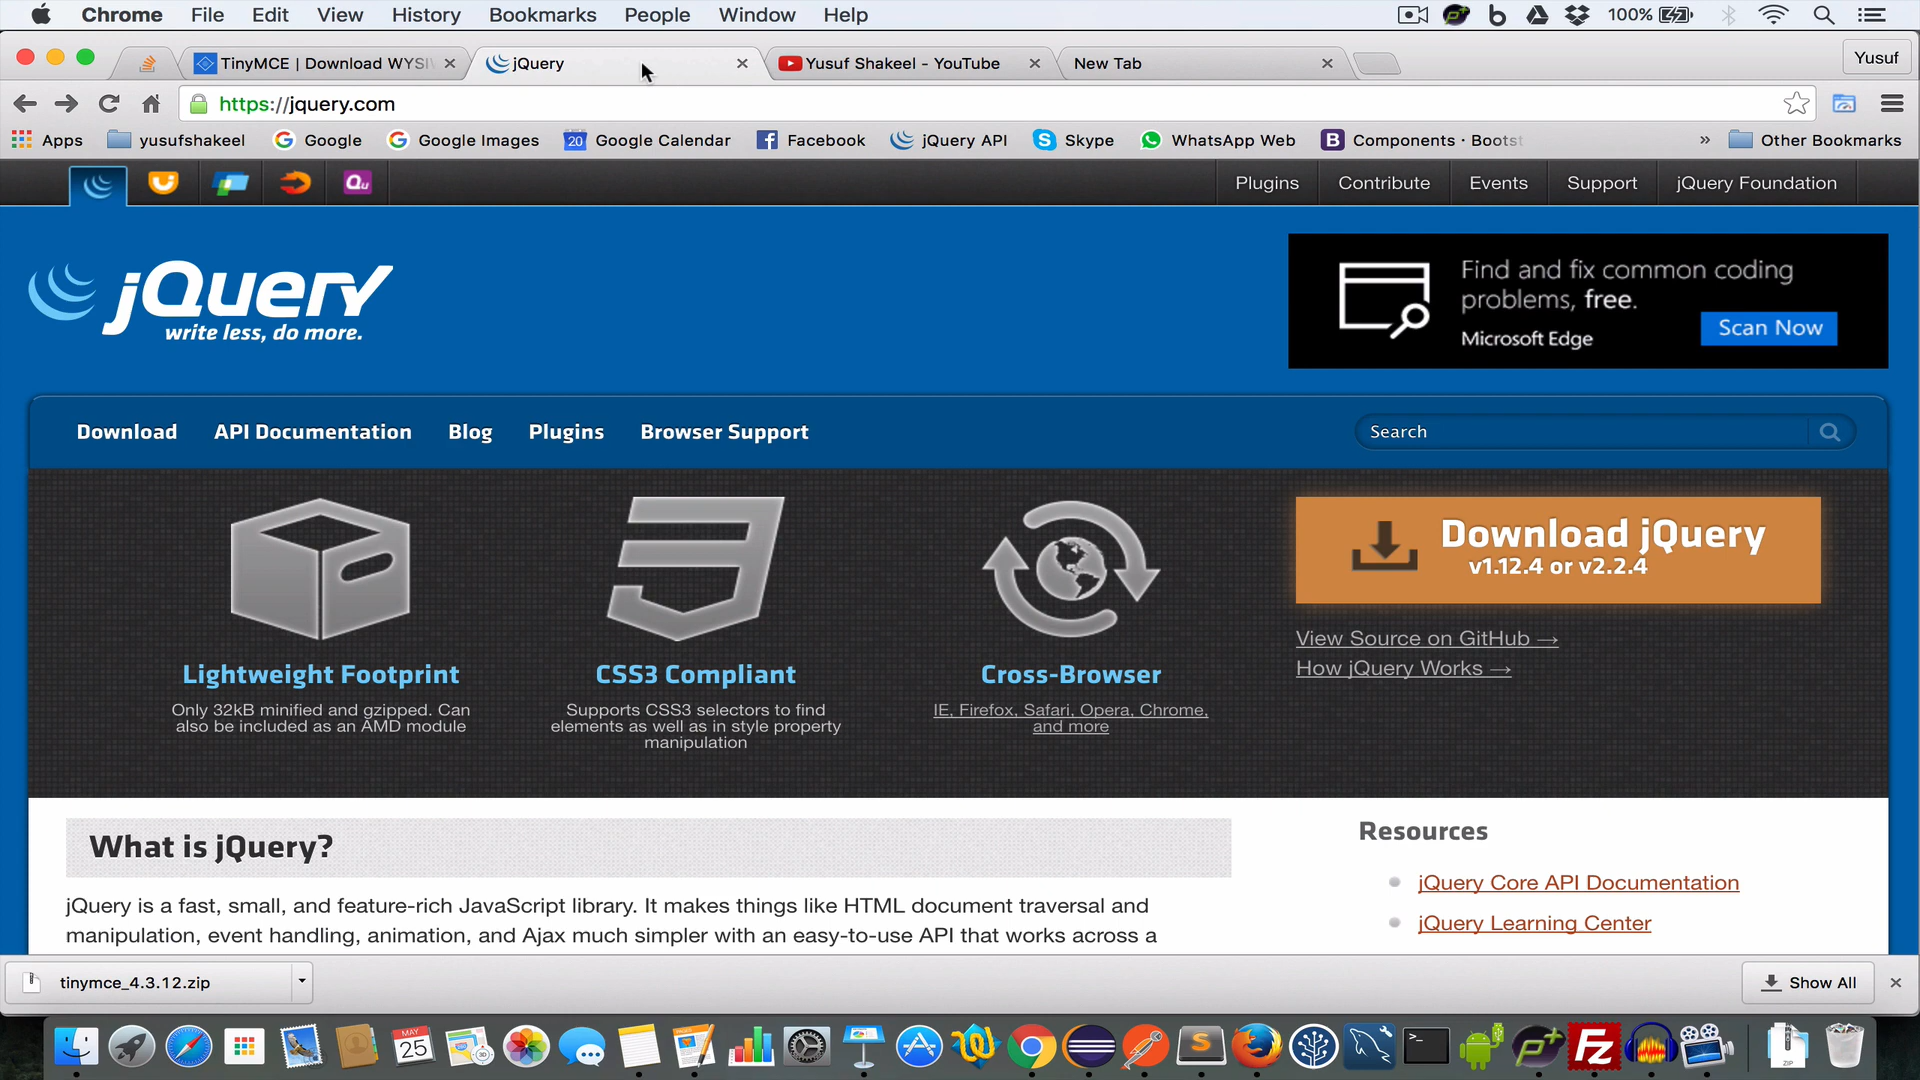 Chrome File Edit View History Bookmarks People Window Help 100%
TinyMCE | Download WYSI jQuery Yusuf Shakeel - YouTube New Tab Yusuf
https://jquery.com
Apps yusufshakeel Google Google Images 20 Google Calendar Facebook jQuery API Skype WhatsApp Web B Components · Bootst » Other Bookmarks
Qu Plugins Contribute Events Support jQuery Foundation
jQuery
write less, do more.
Find and fix common coding
problems, free.
Microsoft Edge
Scan Now
Download API Documentation Blog Plugins Browser Support Search
Download jQuery
v1.12.4 or v2.2.4
View Source on GitHub →
How jQuery Works →
Lightweight Footprint
Only 32kB minified and gzipped. Can
also be included as an AMD module
CSS3 Compliant
Supports CSS3 selectors to find
elements as well as in style property
manipulation
Cross-Browser
IE, Firefox, Safari, Opera, Chrome,
and more
What is jQuery?
jQuery is a fast, small, and feature-rich JavaScript library. It makes things like HTML document traversal and
manipulation, event handling, animation, and Ajax much simpler with an easy-to-use API that works across a
Resources
jQuery Core API Documentation
jQuery Learning Center
tinymce_4.3.12.zip Show All
MAY
25
Fz
ZIP